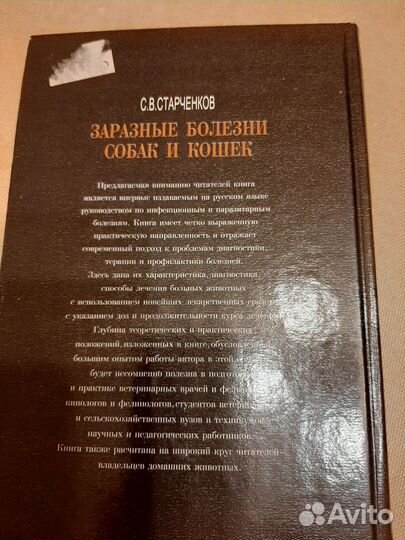 С.В.СТАРЧЕНКОВ
ЗАРАЗНЫЕ БОЛЕЗНИ
СОБАК И КОШЕК
Предлагаемая вниманию читателей книга
является впервые издаваемым на русском языке
руководством по инфекционным и паразитарным
болезням. Книга имеет четко выраженную
практическую направленность и отражает
современный подход к проблемам диагностики,
терапии и профилактики болезней.
Здесь дана их характеристика, диагностика,
способы лечения больных животных
с использованием новейших лекарственных
с указанием доз и продолжительности курса
Глубина теоретических и практических
положений, изложенных в книге,
большим опытом работы автора в этой
будет несомненно полезна в
и практике ветеринарных врачей и
кинологов и фелинологов, студентов
и сельскохозяйственных вузов и техникумов,
научных и педагогических работников.
Книга также расчитана на широкий круг читателей
владельцев домашних животных.
Avito